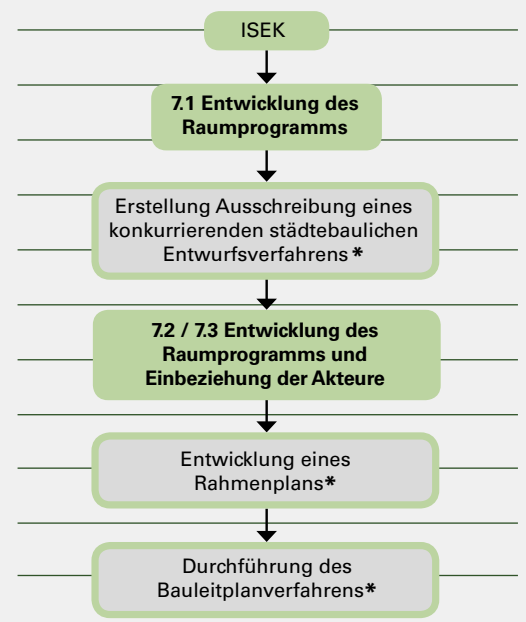 ISEK
7.1 Entwicklung des
Raumprogramms
Erstellung Ausschreibung eines
konkurrierenden städtebaulichen
Entwurfsverfahrens*
7.2 / 7.3 Entwicklung des
Raumprogramms und
Einbeziehung der Akteure
Entwicklung eines
Rahmenplans*
Durchführung des
Bauleitplanverfahrens*